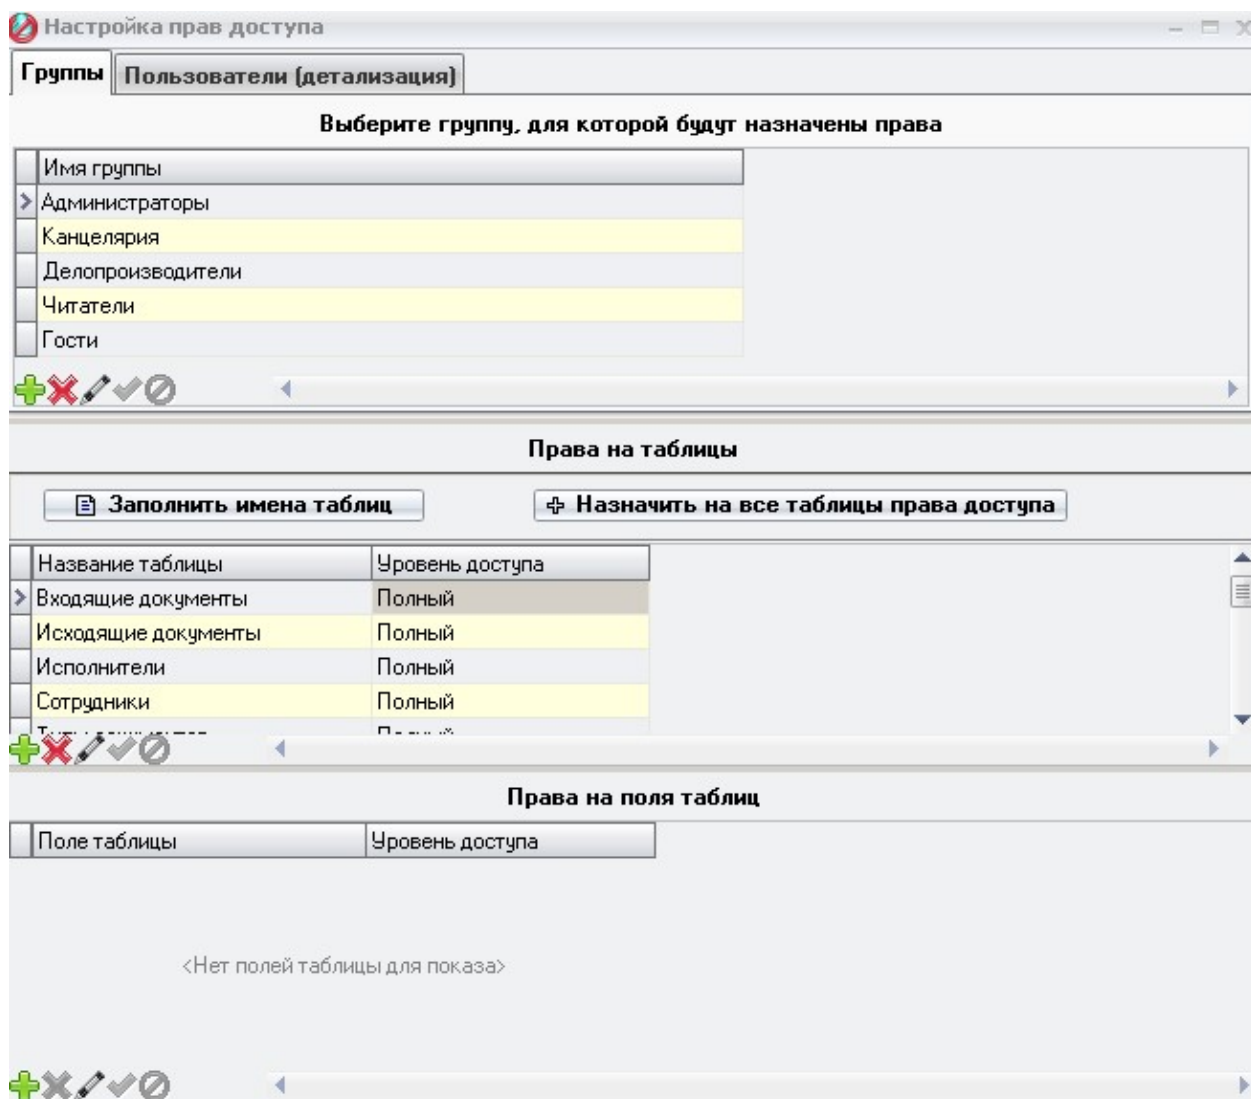 Настройка прав доступа
Группы Пользователи (детализация)
Выберите группу, для которой будут назначены права
Имя группы
Администраторы
Канцелярия
Делопроизводители
Читатели
Гости
Права на таблицы
Заполнить имена таблиц Назначить на все таблицы права доступа
Название таблицы Уровень доступа
Входящие документы Полный
Исходящие документы Полный
Исполнители Полный
Сотрудники Полный
Права на поля таблиц
Поле таблицы Уровень доступа
<Нет полей таблицы для показа>